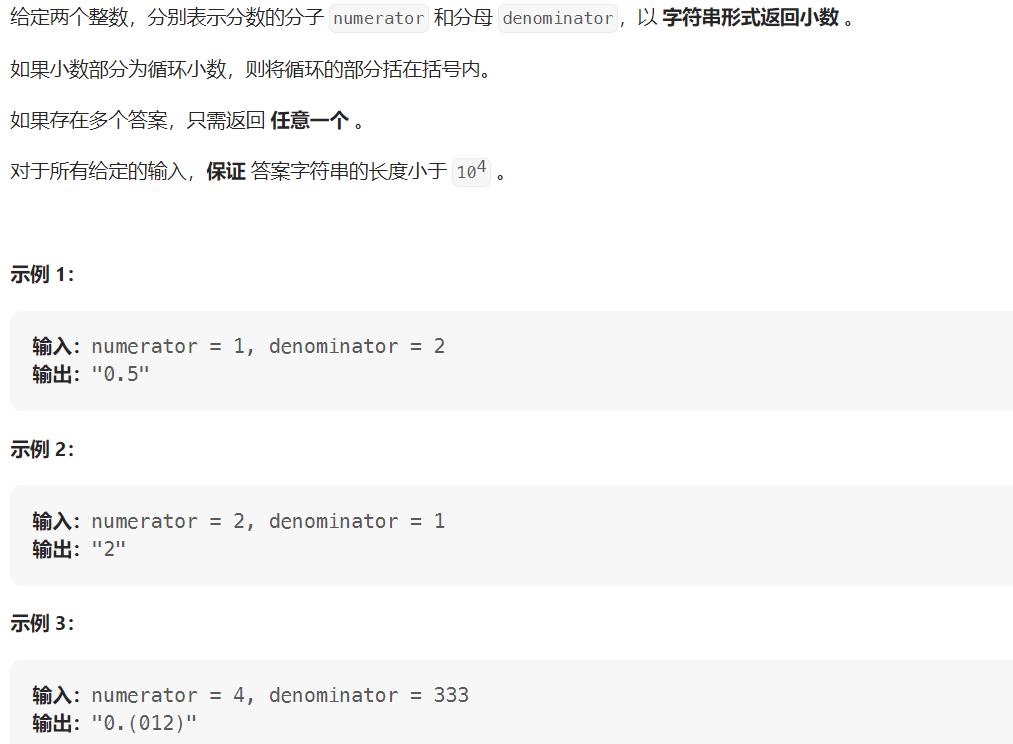 给定两个整数，分别表示分数的分子 numerator 和分母 denominator，以 字符串形式返回小数 。
如果小数部分为循环小数，则将循环的部分括在括号内。
如果存在多个答案，只需返回 任意一个 。
对于所有给定的输入，保证 答案字符串的长度小于 10⁴ 。
示例 1：
输入：numerator = 1, denominator = 2
输出："0.5"
示例 2：
输入：numerator = 2, denominator = 1
输出："2"
示例 3：
输入：numerator = 4, denominator = 333
输出："0.(012)"